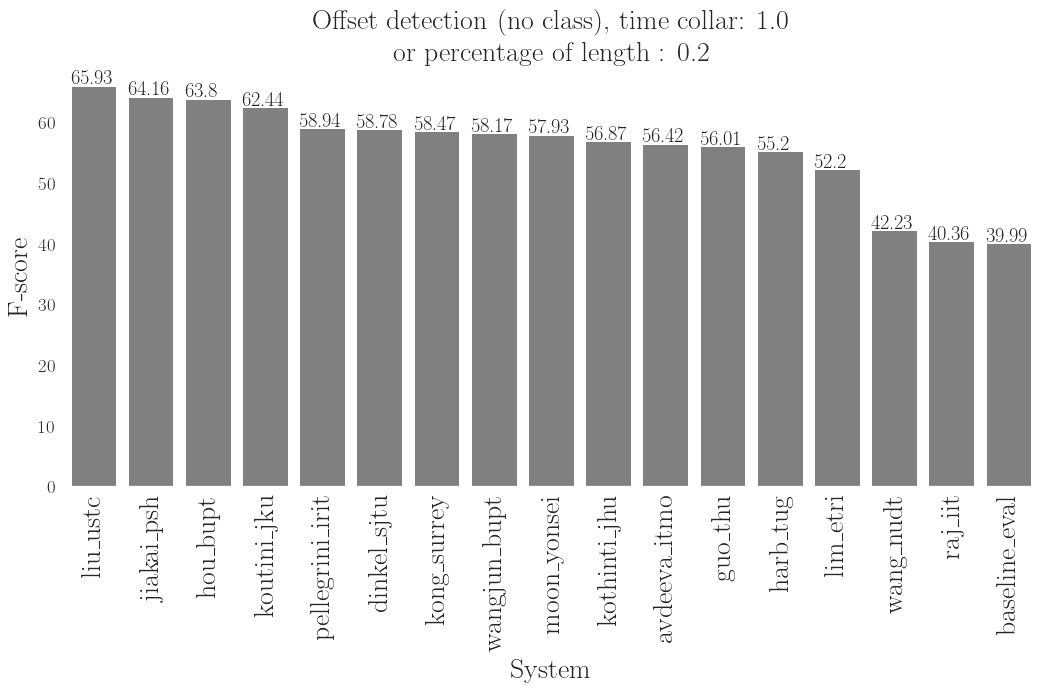 Offset detection (no class), time collar: 1.0
or percentage of length : 0.2
65.93
64.16
63.8
62.44
58.94
58.78
58.47
58.17
57.93
56.87
56.42
56.01
55.2
52.2
42.23
40.36
39.99
F-score
60
50
40
30
20
10
0
liu_ustc
jiakai_psh
hou_bupt
koutini_jku
pellegrini_irit
dinkel_sjtu
kong_surrey
wangjun_bupt
moon_yonsei
kothinti_jhu
avdeeva_itmo
guo_thu
harb_tug
lim_etri
wang_nudt
raj_iit
baseline_eval
System